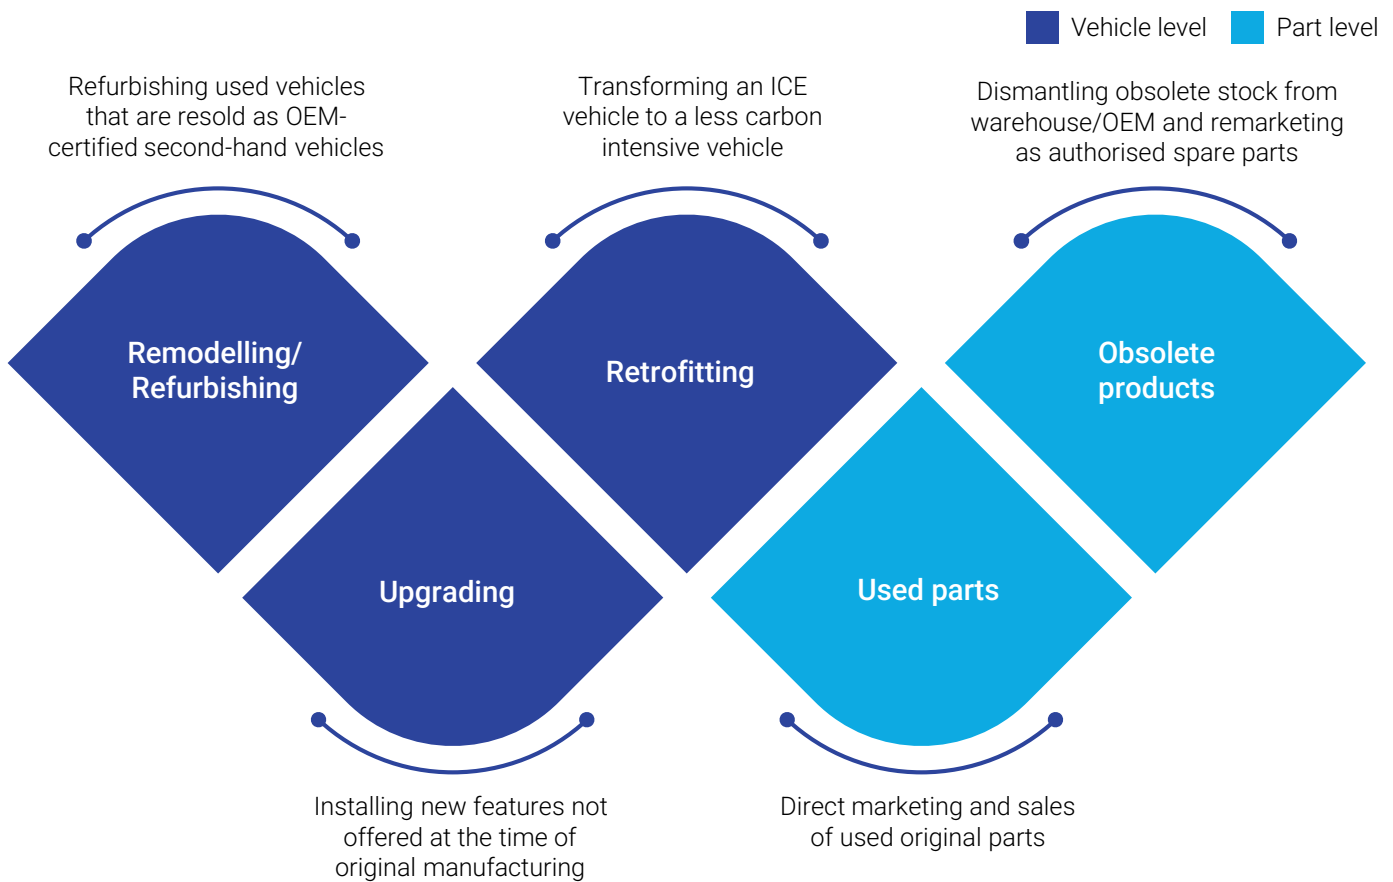 Vehicle level
Part level
Refurbishing used vehicles
that are resold as OEM-
certified second-hand vehicles
Transforming an ICE
vehicle to a less carbon
intensive vehicle
Dismantling obsolete stock from
warehouse/OEM and remarketing
as authorised spare parts
Remodelling/
Refurbishing
Retrofitting
Obsolete
products
Upgrading
Used parts
Installing new features not
offered at the time of
original manufacturing
Direct marketing and sales
of used original parts